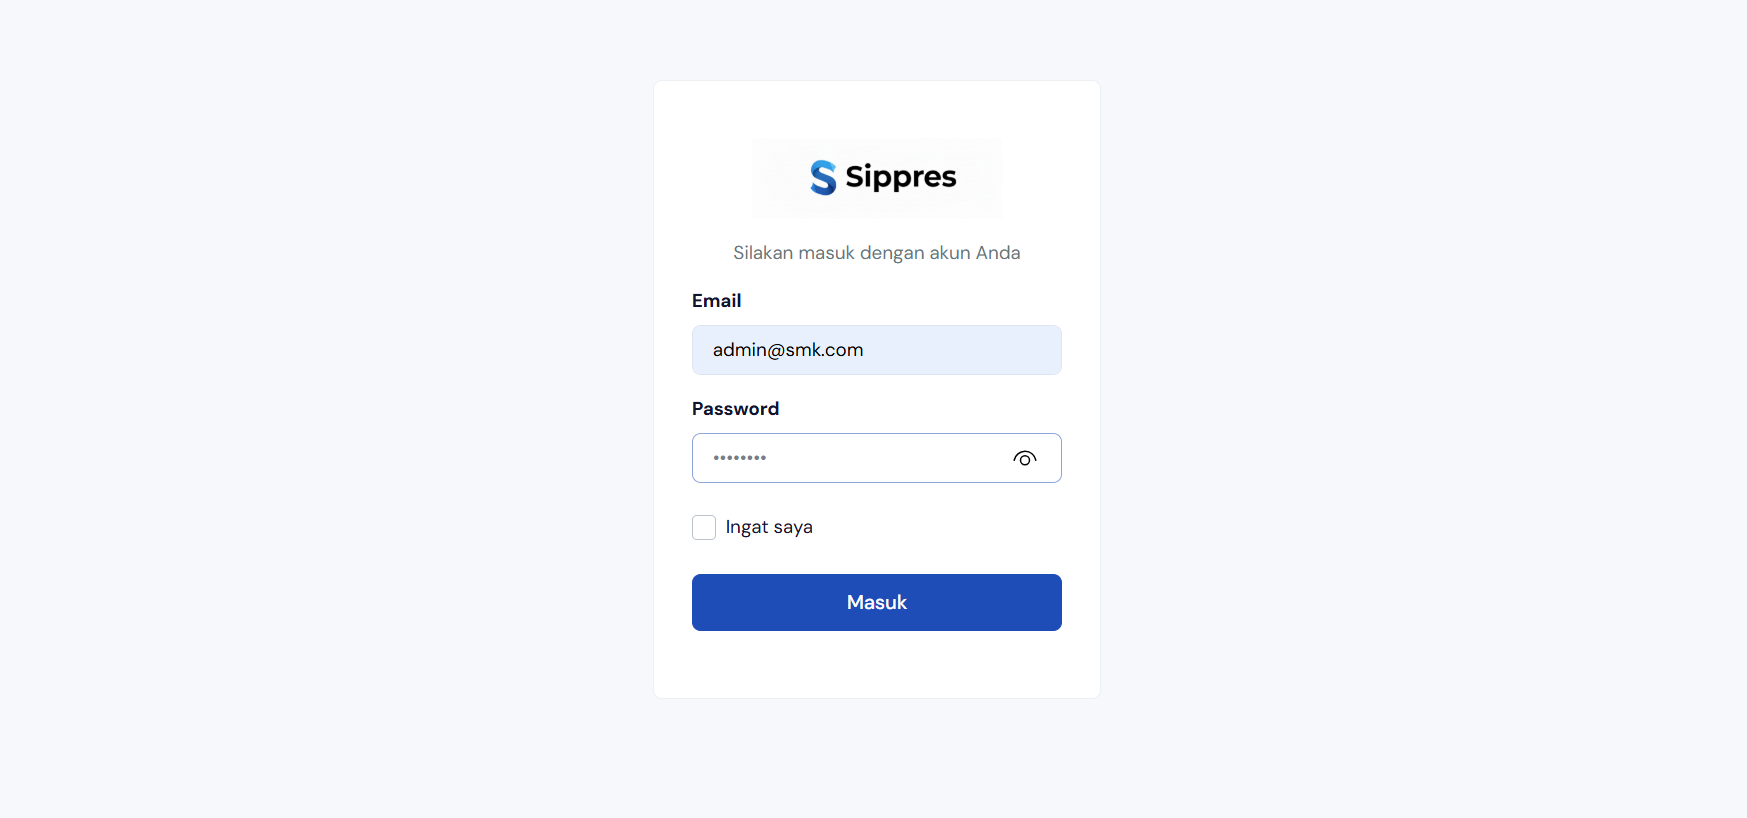 Sippres
Silakan masuk dengan akun Anda
Email
admin@smk.com
Password
••••••••
Ingat saya
Masuk